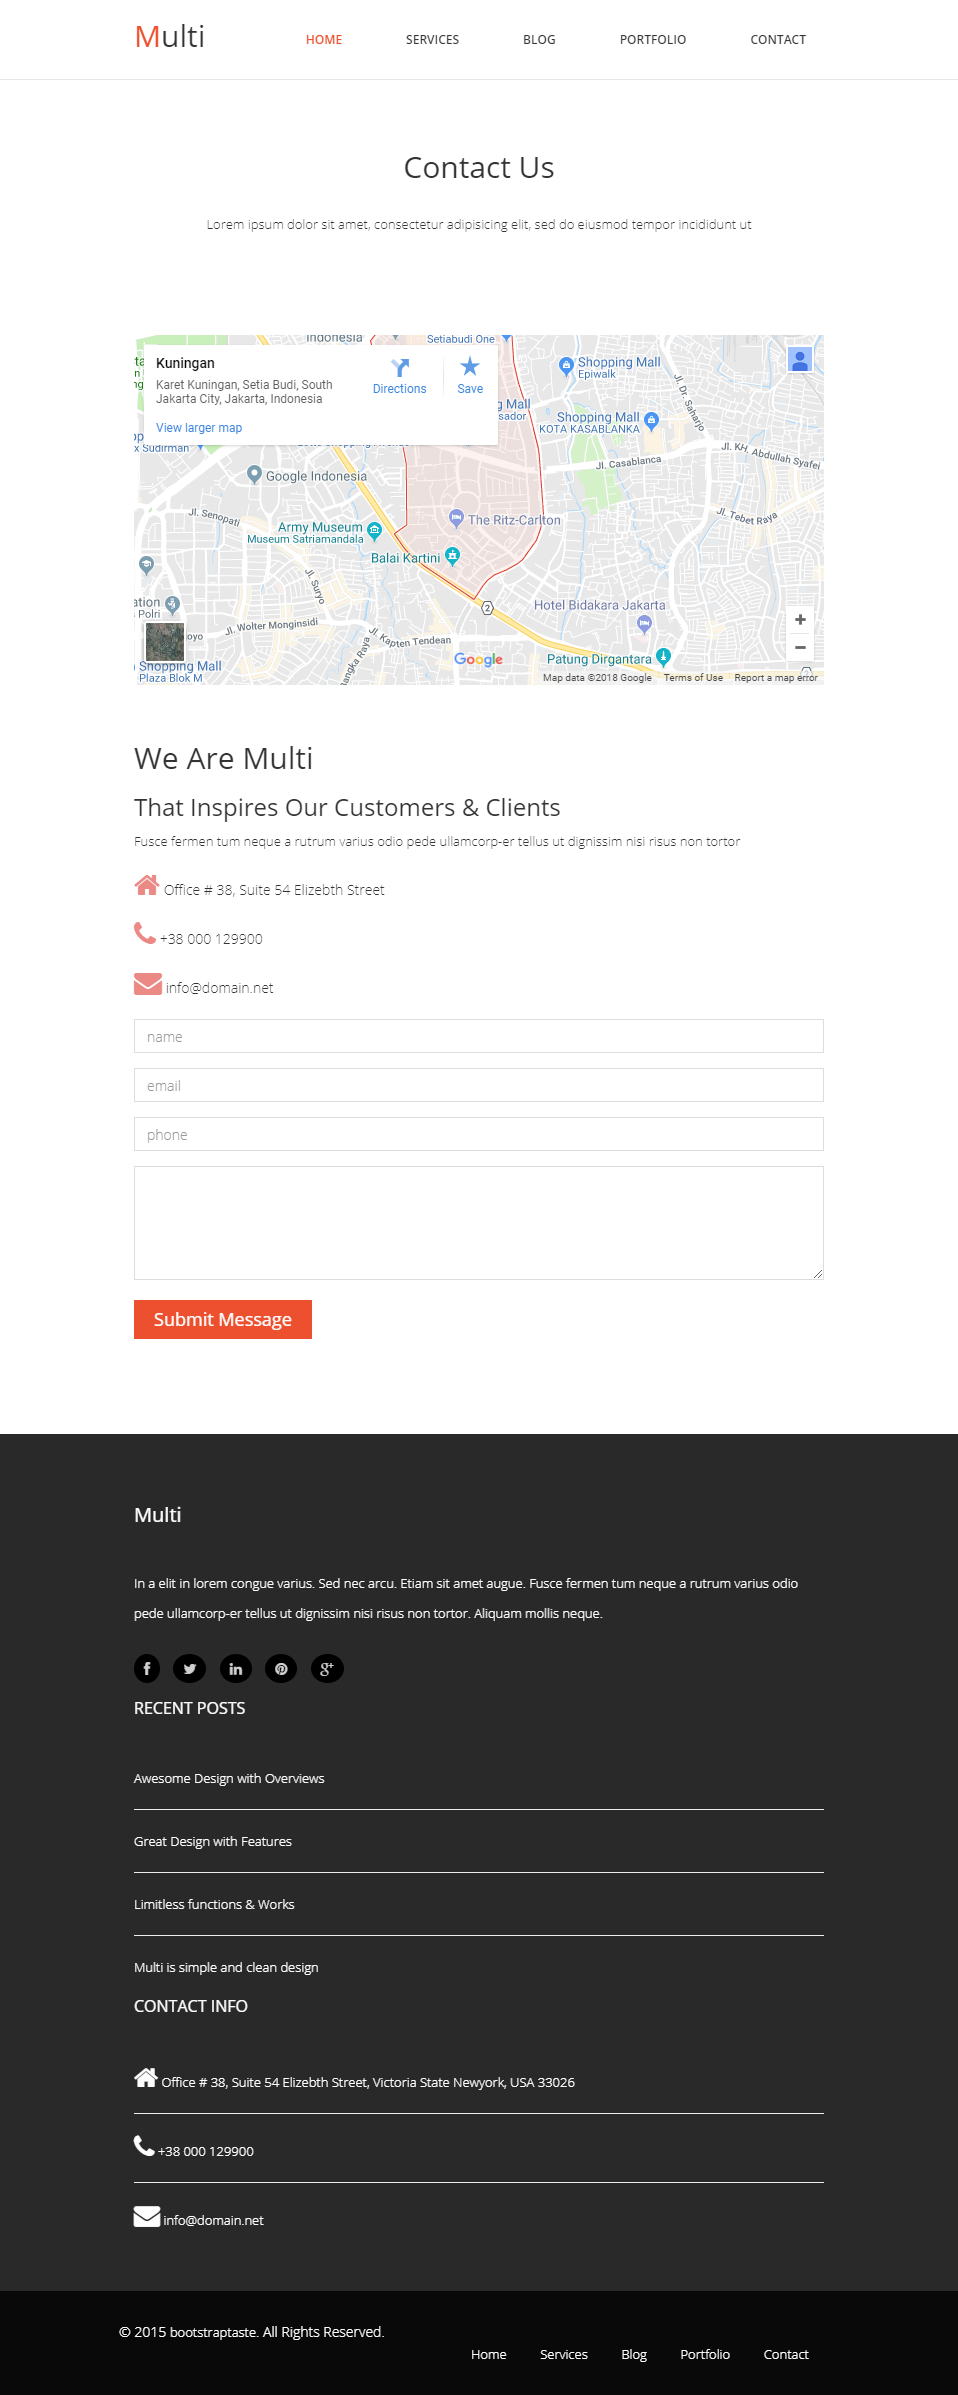 Multi
HOME SERVICES BLOG PORTFOLIO CONTACT
Contact Us
Lorem ipsum dolor sit amet, consectetur adipisicing elit, sed do eiusmod tempor incididunt ut
Indonesia
Setiabudi One
Kuningan
Karet Kuningan, Setia Budi, South
Jakarta City, Jakarta, Indonesia
View larger map
Directions
Save
Shopping Mall
Epiwalk
Mall
sador
Shopping Mall
KOTA KASABLANKA
Jl. Dr. Saharjo
x Sudirman
Jl. KH. Abdullah Syafei
Jl. Casablanca
Google Indonesia
Jl. Senopati
Army Museum
Museum Satriamandala
The Ritz-Carlton
Jl. Tebet Raya
Balai Kartini
Jl. Suryo
ation
Polri
2
Hotel Bidakara Jakarta
Jl. Wolter Monginsidi
oyo
Jl. Kapten Tendean
Shopping Mall
Plaza Blok M
angka Raya
Google
Patung Dirgantara
Map data ©2018 Google Terms of Use Report a map error
We Are Multi
That Inspires Our Customers & Clients
Fusce fermen tum neque a rutrum varius odio pede ullamcorp-er tellus ut dignissim nisi risus non tortor
Office # 38, Suite 54 Elizebth Street
+38 000 129900
info@domain.net
name
email
phone
Submit Message
Multi
In a elit in lorem congue varius. Sed nec arcu. Etiam sit amet augue. Fusce fermen tum neque a rutrum varius odio
pede ullamcorp-er tellus ut dignissim nisi risus non tortor. Aliquam mollis neque.
RECENT POSTS
Awesome Design with Overviews
Great Design with Features
Limitless functions & Works
Multi is simple and clean design
CONTACT INFO
Office # 38, Suite 54 Elizebth Street, Victoria State Newyork, USA 33026
+38 000 129900
info@domain.net
© 2015 bootstraptaste. All Rights Reserved.
Home Services Blog Portfolio Contact